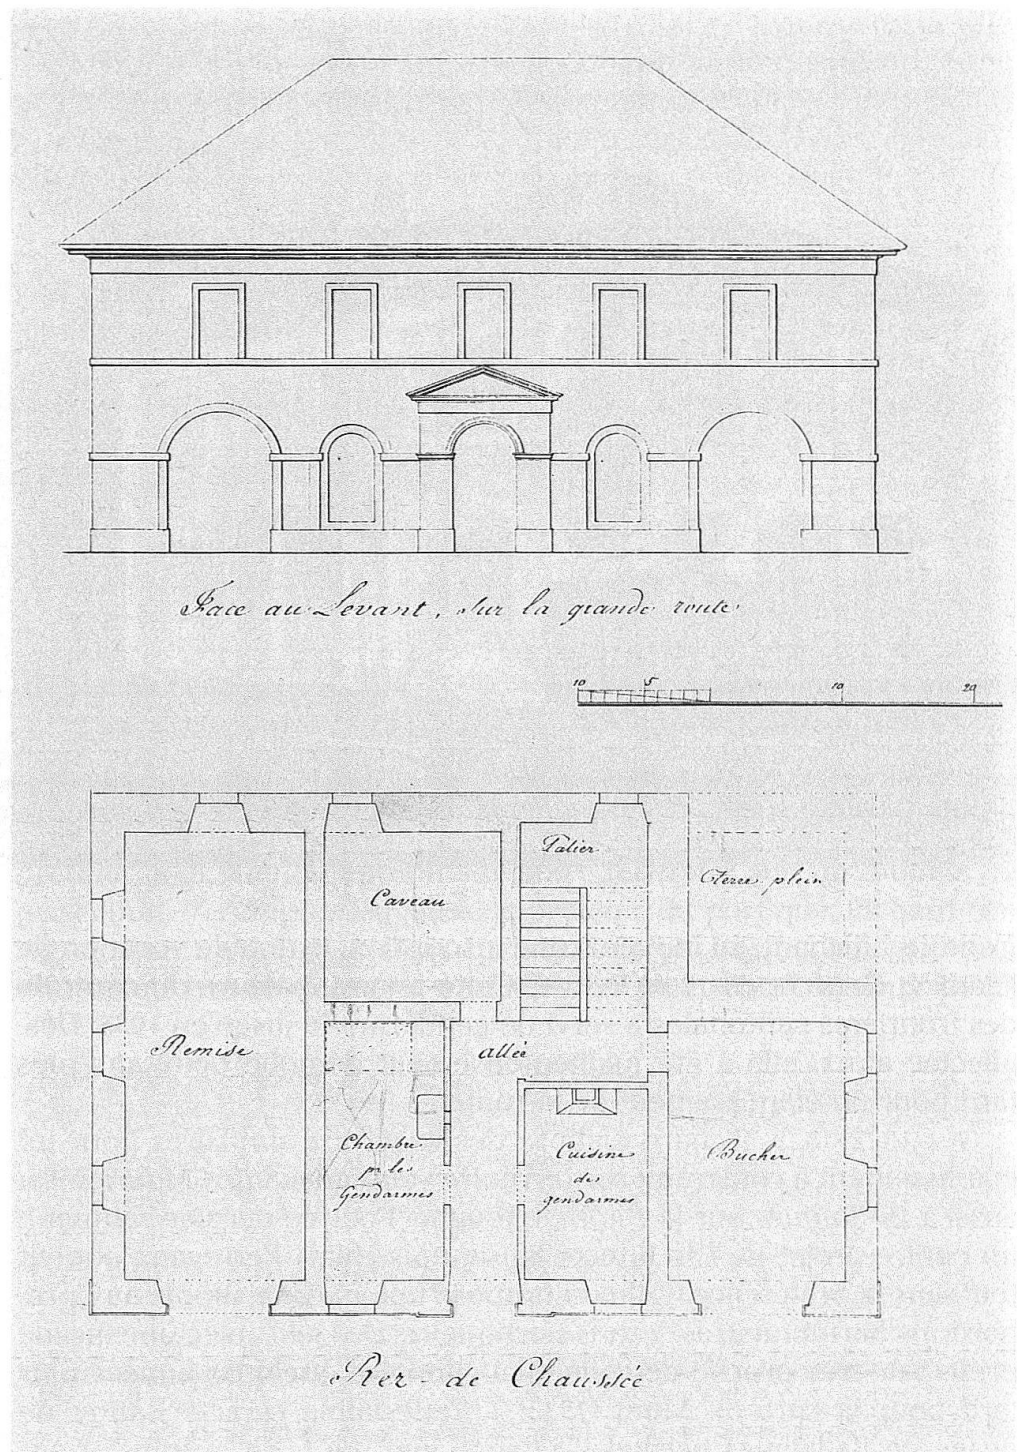 Face au Levant, sur la grande route
10 5 10 20
Palier
Terre plein
Caveau
Remise
allée
Chambre
pr. les
Gendarmes
Cuisine
des
gendarmes
Bucher
Rez-de Chaussée